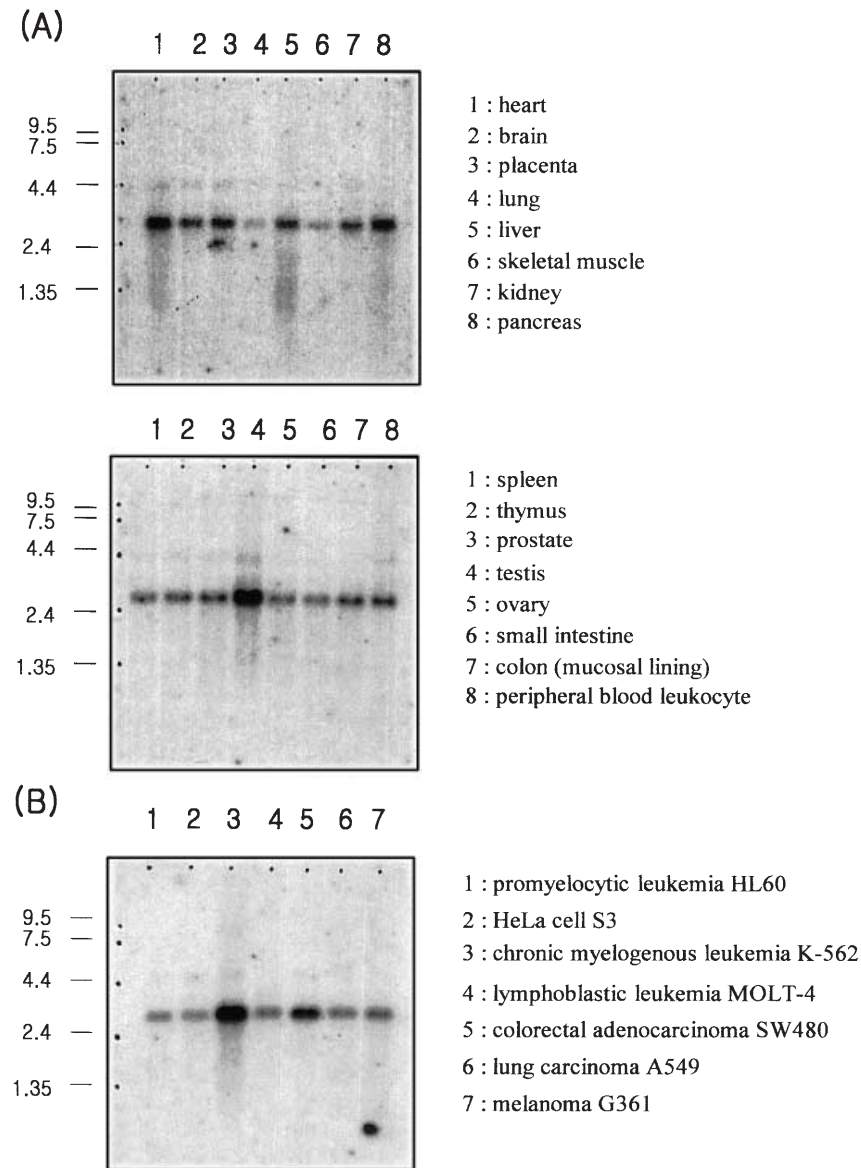 (A)
1 2 3 4 5 6 7 8
9.5
7.5
4.4
2.4
1.35
1 : heart
2 : brain
3 : placenta
4 : lung
5 : liver
6 : skeletal muscle
7 : kidney
8 : pancreas
1 2 3 4 5 6 7 8
9.5
7.5
4.4
2.4
1.35
1 : spleen
2 : thymus
3 : prostate
4 : testis
5 : ovary
6 : small intestine
7 : colon (mucosal lining)
8 : peripheral blood leukocyte
(B)
1 2 3 4 5 6 7
9.5
7.5
4.4
2.4
1.35
1 : promyelocytic leukemia HL60
2 : HeLa cell S3
3 : chronic myelogenous leukemia K-562
4 : lymphoblastic leukemia MOLT-4
5 : colorectal adenocarcinoma SW480
6 : lung carcinoma A549
7 : melanoma G361